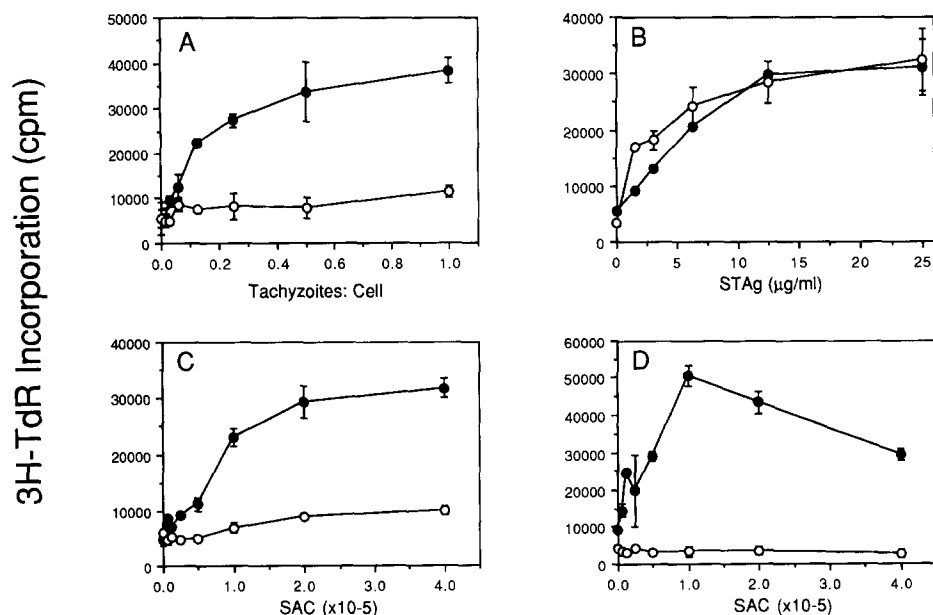 3H-TdR Incorporation (cpm)
A
50000
40000
30000
20000
10000
0
0.0 0.2 0.4 0.6 0.8 1.0
Tachyzoites: Cell
B
50000
40000
30000
20000
10000
0
0 5 10 15 20 25
STAg (μg/ml)
C
40000
30000
20000
10000
0
0.0 1.0 2.0 3.0 4.0
SAC (x10-5)
D
60000
50000
40000
30000
20000
10000
0
0.0 1.0 2.0 3.0 4.0
SAC (x10-5)